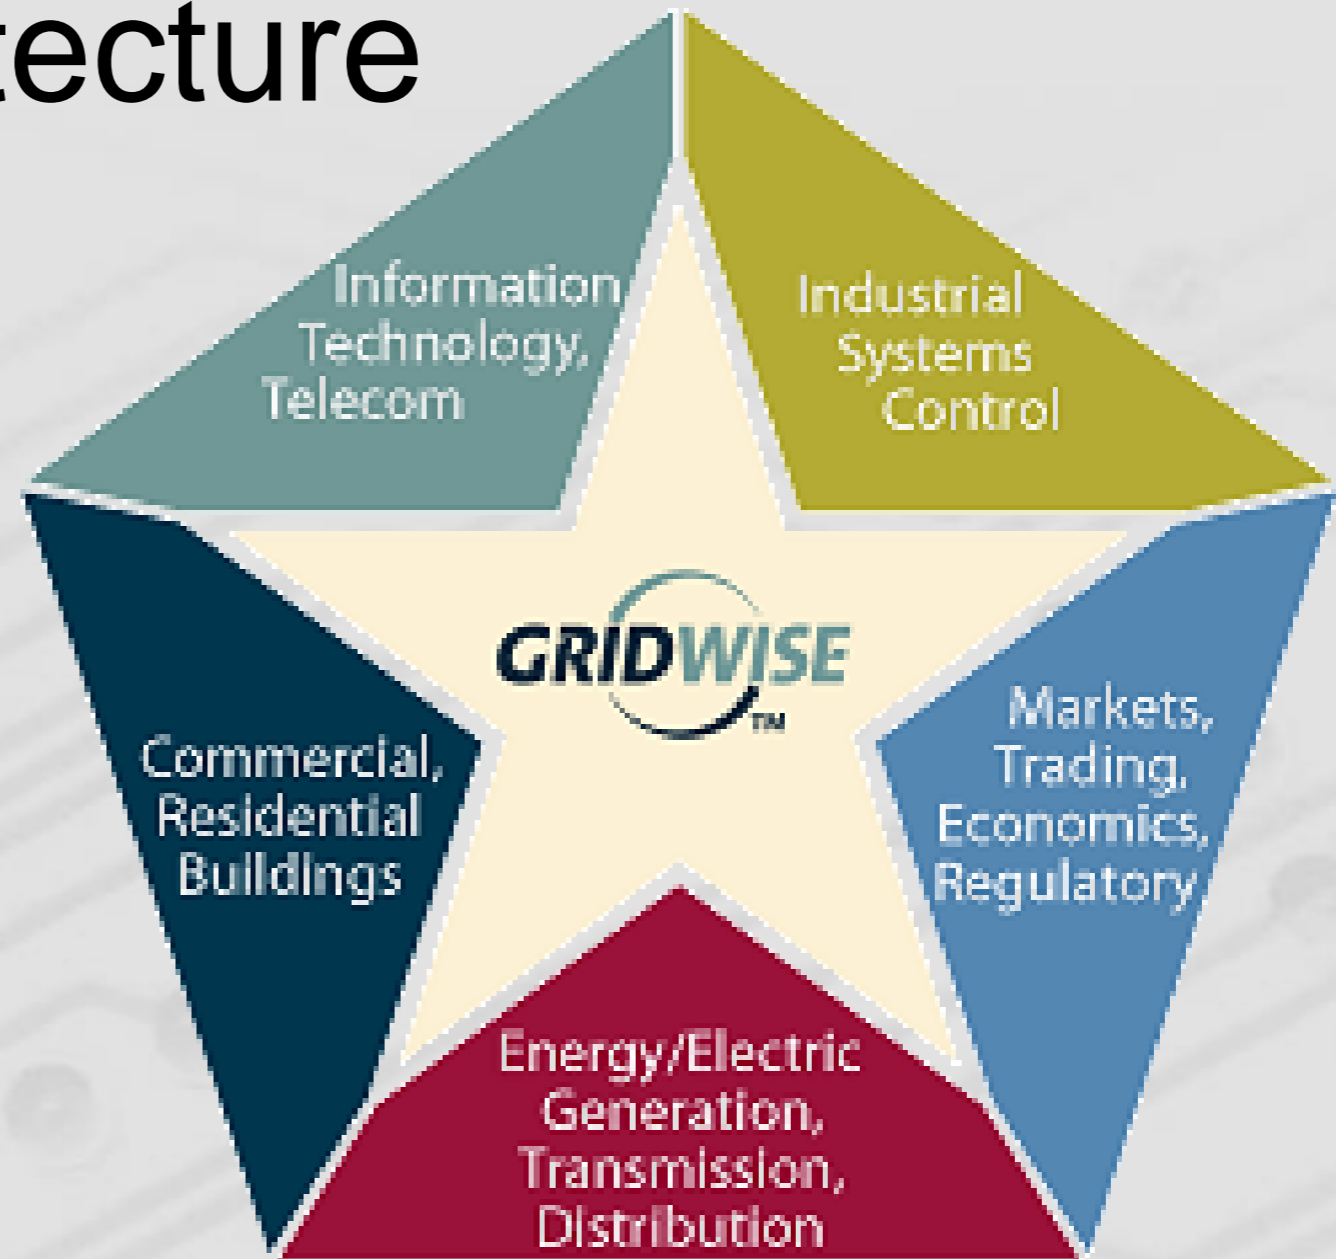 tecture
Information
Technology,
Telecom
Industrial
Systems
Control
GRIDWISE
TM
Commercial,
Residential
Buildings
Markets,
Trading,
Economics,
Regulatory
Energy/Electric
Generation,
Transmission,
Distribution